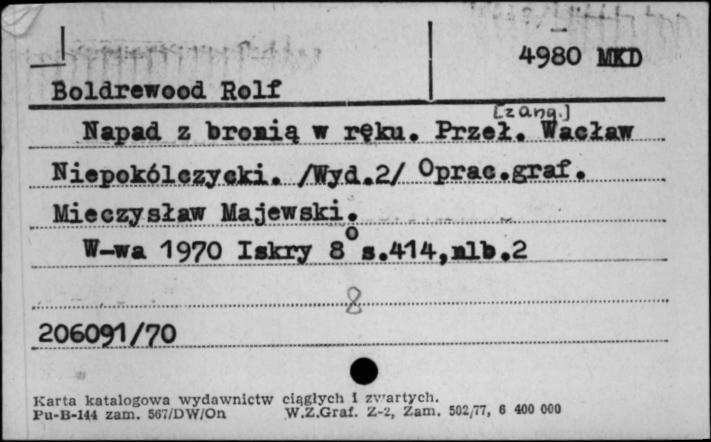 4980 MKD
Boldrewood Rolf
[z ang.]
Napad z bronią w ręku. Przeł. Wacław
Niepokólczycki. /Wyd.2/ Oprac.graf.
Mieczysław Majewski.
W-wa 1970 Iskry 8° s.414,nlb.2
8
206091/70
Karta katalogowa wydawnictw ciągłych i zwartych.
Pu-B-144 zam. 567/DW/On W.Z.Graf. Z-2, Zam. 502/77, 6 400 000